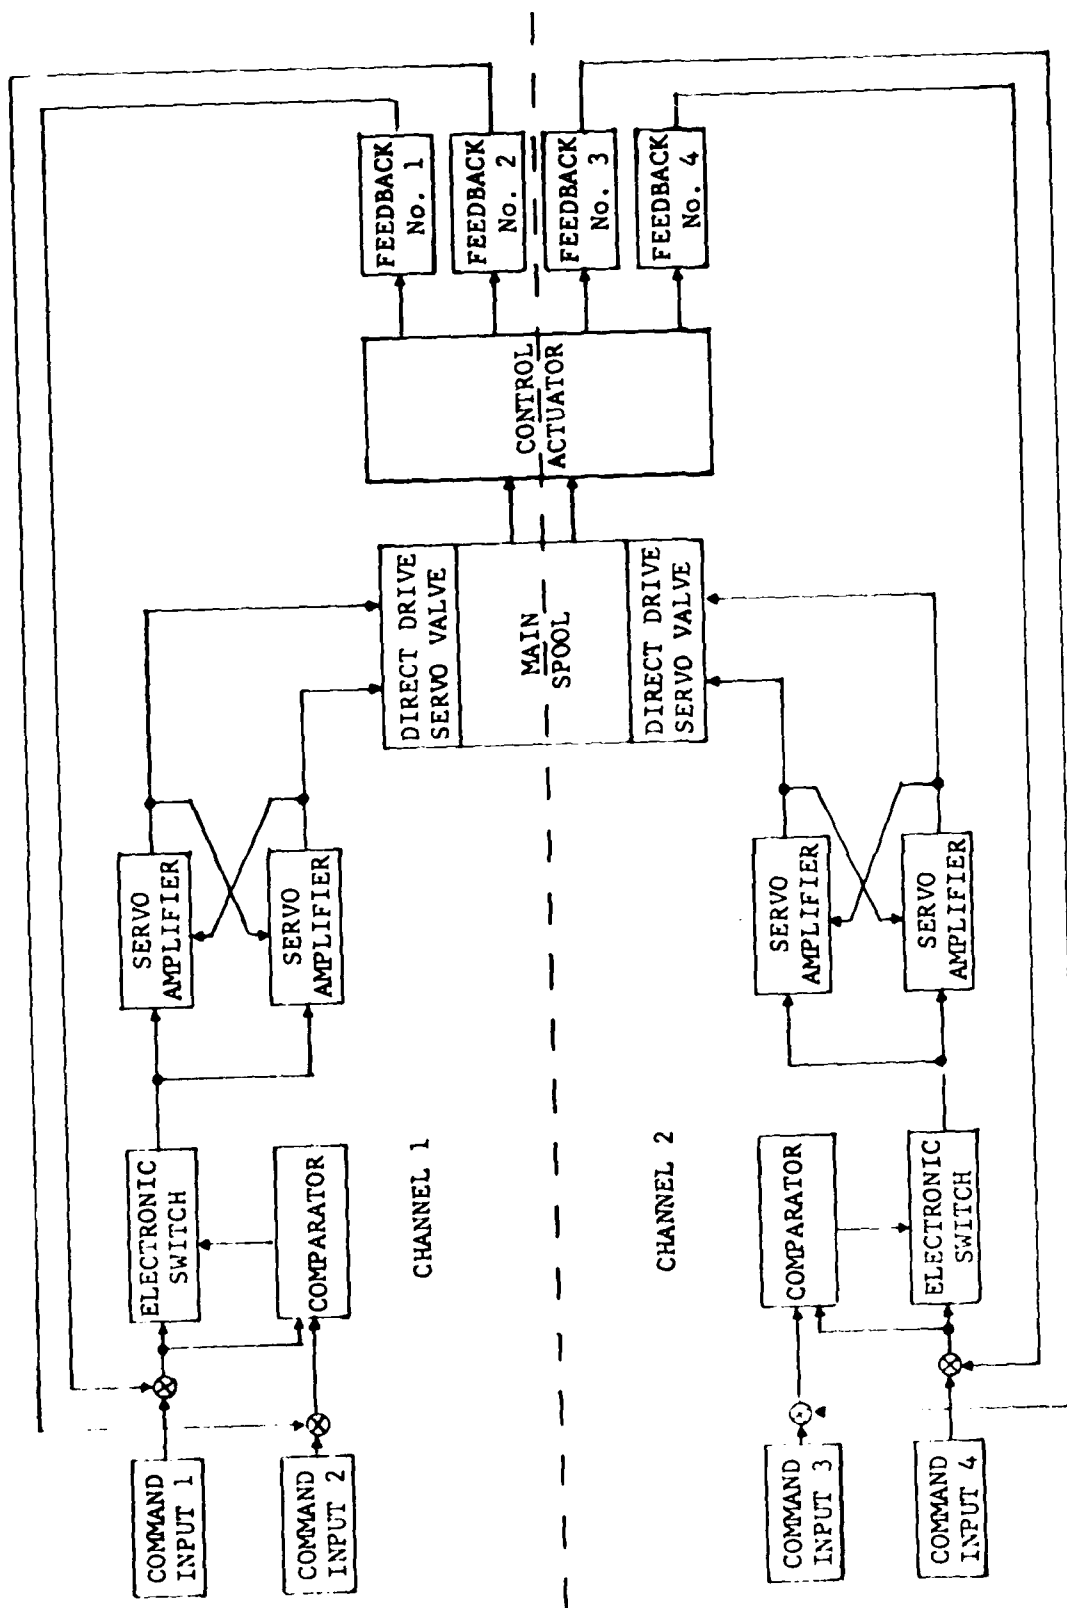 COMMAND
INPUT 1
COMMAND
INPUT 2
ELECTRONIC
SWITCH
COMPARATOR
CHANNEL 1
SERVO
AMPLIFIER
SERVO
AMPLIFIER
DIRECT DRIVE
SERVO VALVE
MAIN
SPOOL
DIRECT DRIVE
SERVO VALVE
CONTROL
ACTUATOR
FEEDBACK
No. 1
FEEDBACK
No. 2
FEEDBACK
No. 3
FEEDBACK
No. 4
CHANNEL 2
COMMAND
INPUT 3
COMMAND
INPUT 4
COMPARATOR
ELECTRONIC
SWITCH
SERVO
AMPLIFIER
SERVO
AMPLIFIER